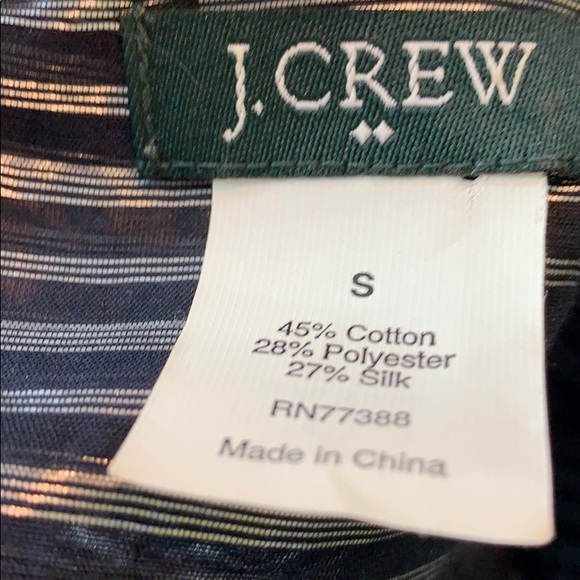 J.CREW
S
45% Cotton
28% Polyester
27% Silk
RN77388
Made in China